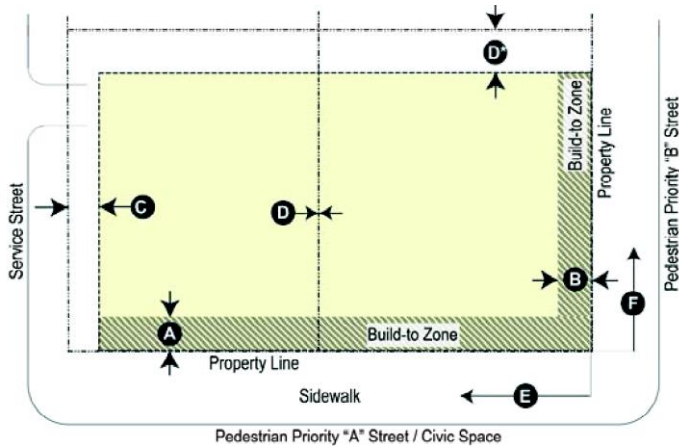 D*
Build-to Zone
Property Line
Pedestrian Priority "B" Street
Service Street
C
D
B
F
A
Build-to Zone
Property Line
Sidewalk
E
Pedestrian Priority "A" Street / Civic Space